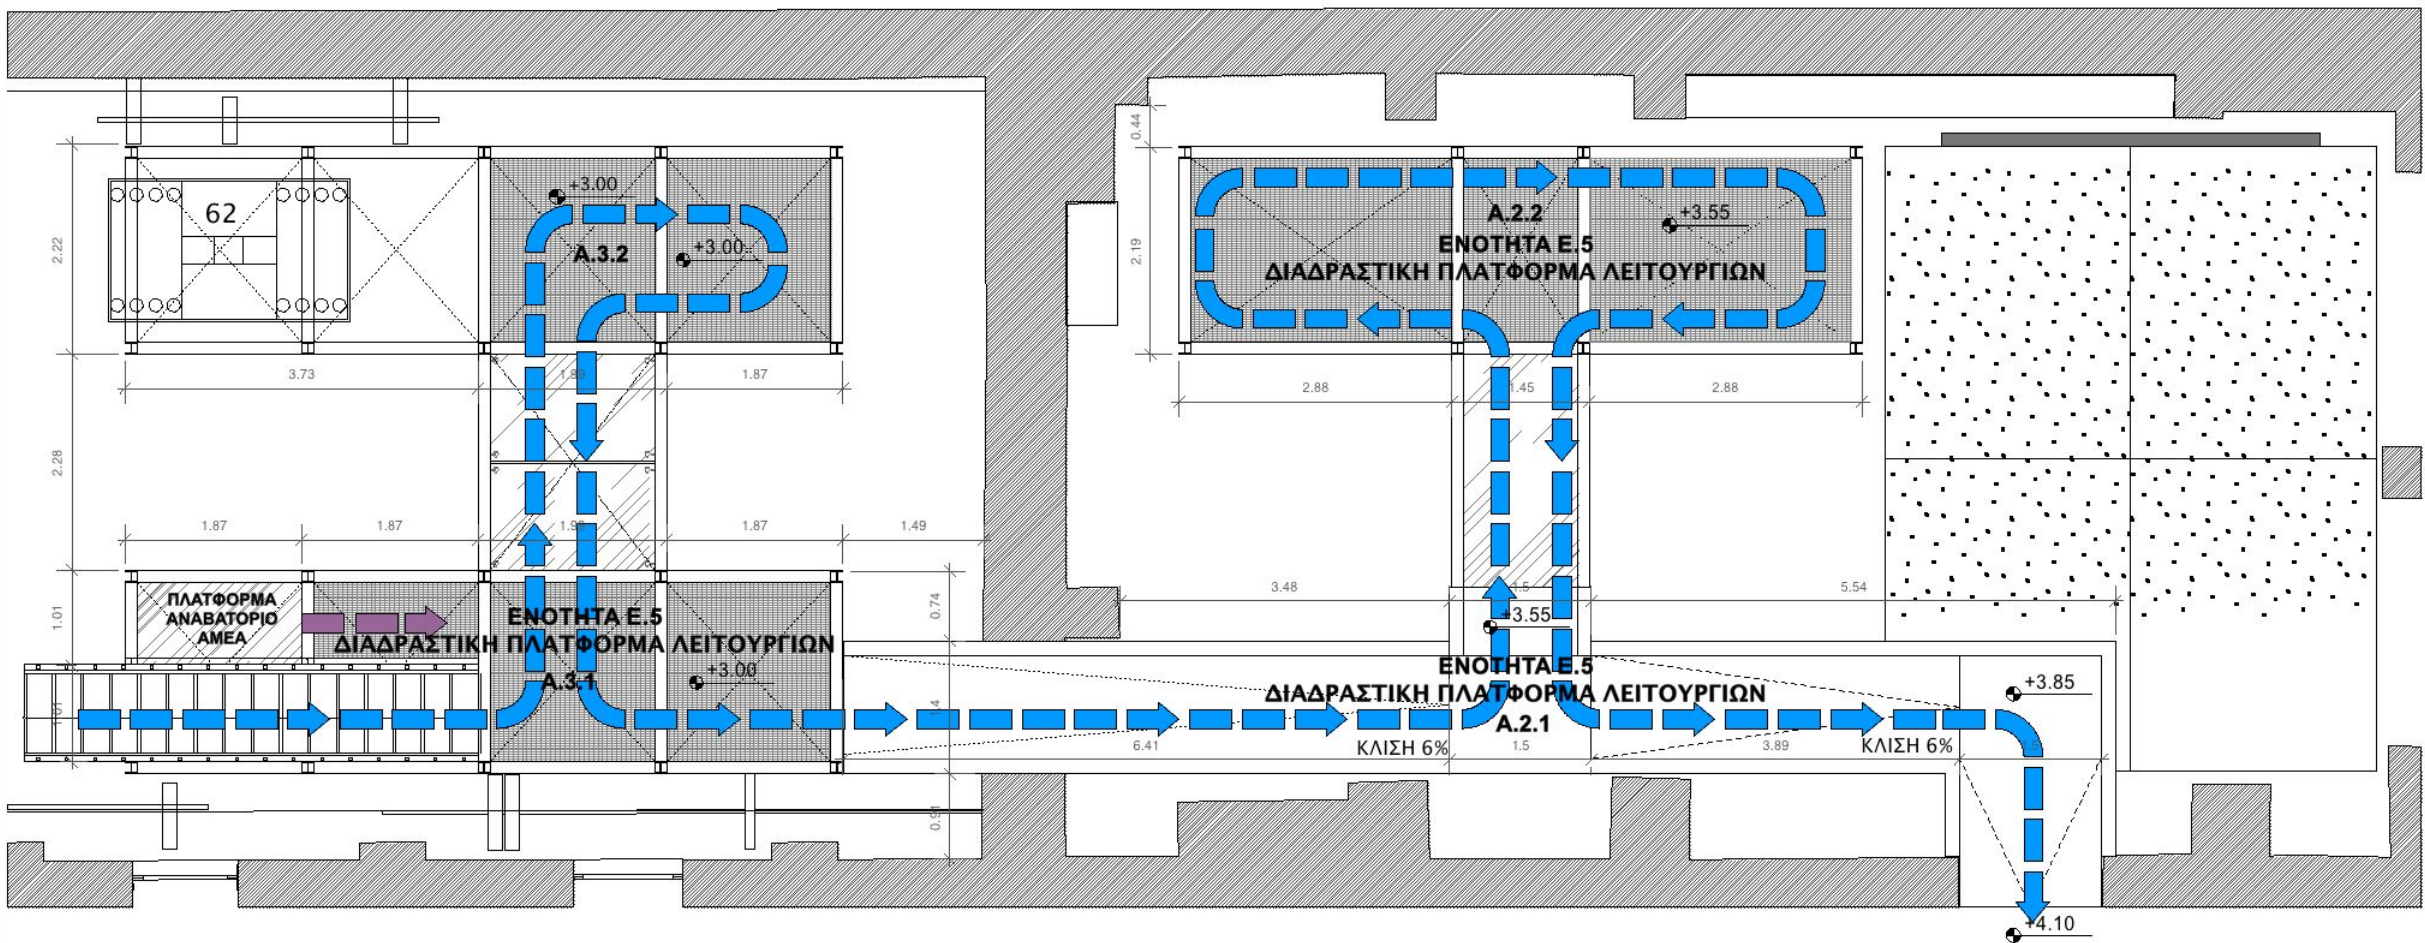 0.44
+3.00
62
Α.3.2
+3.00
2.22
Α.2.2
+3.55
ΕΝΟΤΗΤΑ Ε.5
ΔΙΑΔΡΑΣΤΙΚΗ ΠΛΑΤΦΟΡΜΑ ΛΕΙΤΟΥΡΓΙΩΝ
2.19
3.73
1.87
2.88
1.45
2.88
2.28
1.87
1.87
1.87
1.49
3.48
1.5
5.54
1.01
ΠΛΑΤΦΟΡΜΑ
ΑΝΑΒΑΤΟΡΙΟ
ΑΜΕΑ
ΕΝΟΤΗΤΑ Ε.5
ΔΙΑΔΡΑΣΤΙΚΗ ΠΛΑΤΦΟΡΜΑ ΛΕΙΤΟΥΡΓΙΩΝ
+3.00
Α.3.1
0.74
+3.55
ΕΝΟΤΗΤΑ Ε.5
ΔΙΑΔΡΑΣΤΙΚΗ ΠΛΑΤΦΟΡΜΑ ΛΕΙΤΟΥΡΓΙΩΝ
Α.2.1
+3.85
6.41
ΚΛΙΣΗ 6%
1.5
3.89
ΚΛΙΣΗ 6%
0.91
+4.10